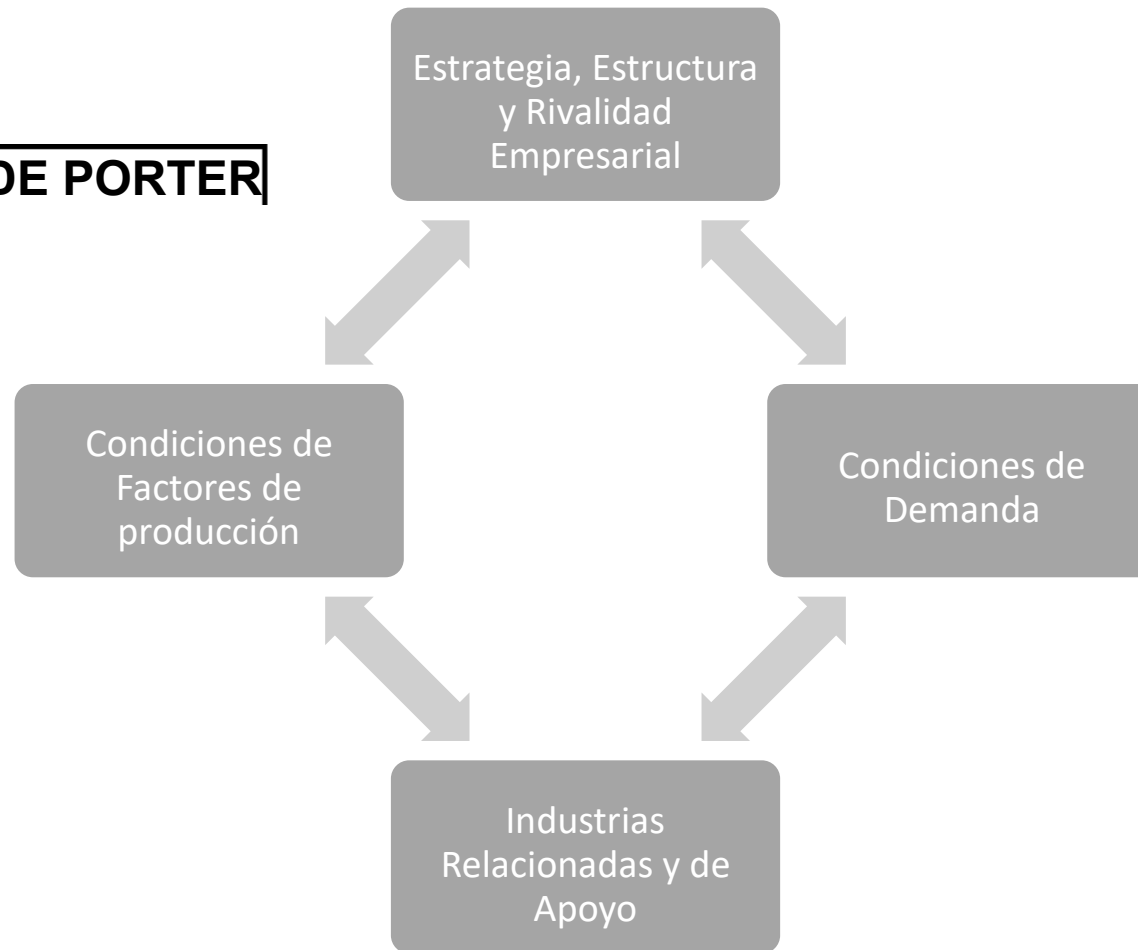 Estrategia, Estructura
y Rivalidad
Empresarial
DE PORTER
Condiciones de
Factores de
producción
Condiciones de
Demanda
Industrias
Relacionadas y de
Apoyo